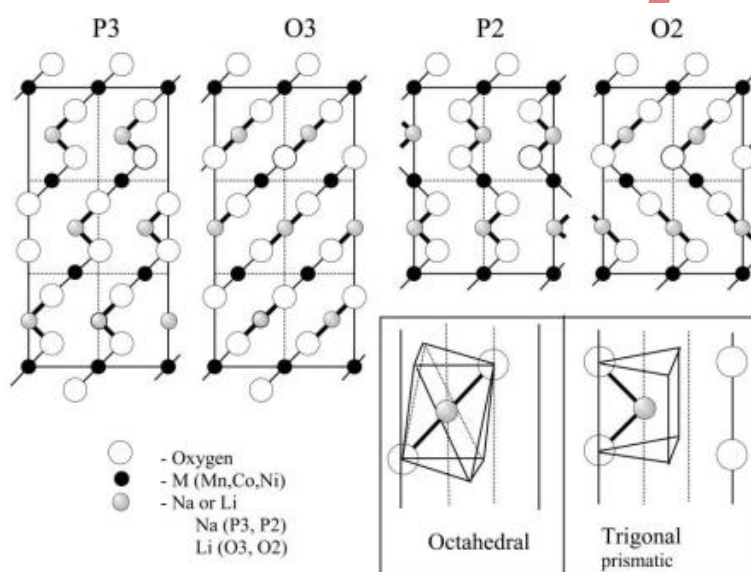 P3 O3 P2 O2
- Oxygen
- M (Mn,Co,Ni)
- Na or Li
Na (P3, P2)
Li (O3, O2)
Octahedral
Trigonal
prismatic